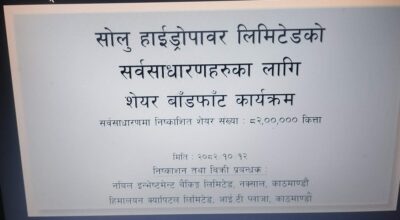 सोलु हाईड्रोपावर लिमिटेडको
सर्वसाधारणहरुका लागि
शेयर बाँडफाँट कार्यक्रम
सर्वसाधारणमा निष्काशित शेयर संख्या : ८२,००,००० कित्ता
मिति : २०८२.१०.१२
निष्काशन तथा बिक्री प्रबन्धक :
नबिल इन्भेष्टमेन्ट बैंकिङ्ग लिमिटेड, नक्साल, काठमाण्डौ
हिमालयन क्यापिटल लिमिटेड, आई टी प्लाजा, काठमाण्डौ